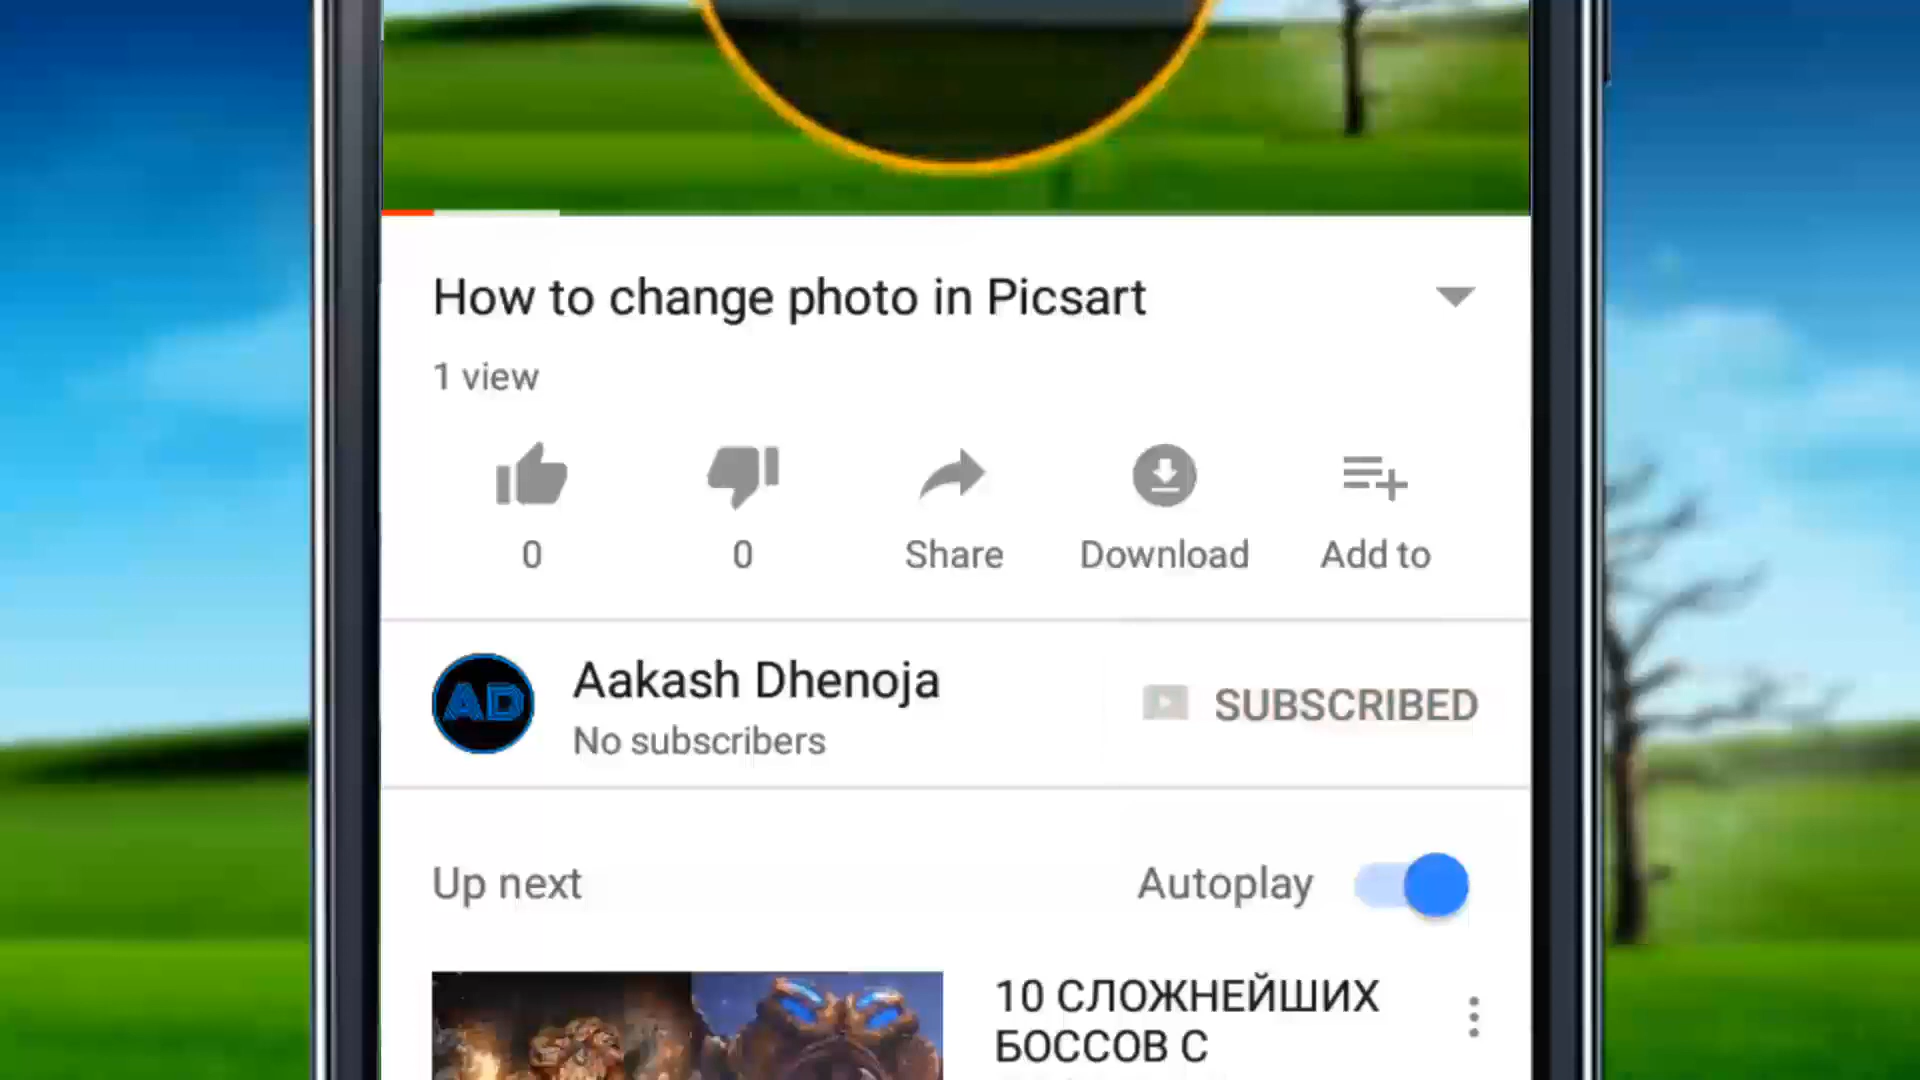 How to change photo in Picsart
1 view
0
0
Share
Download
Add to
AD
Aakash Dhenoja
No subscribers
SUBSCRIBED
Up next
Autoplay
10 СЛОЖНЕЙШИХ
БОССОВ С